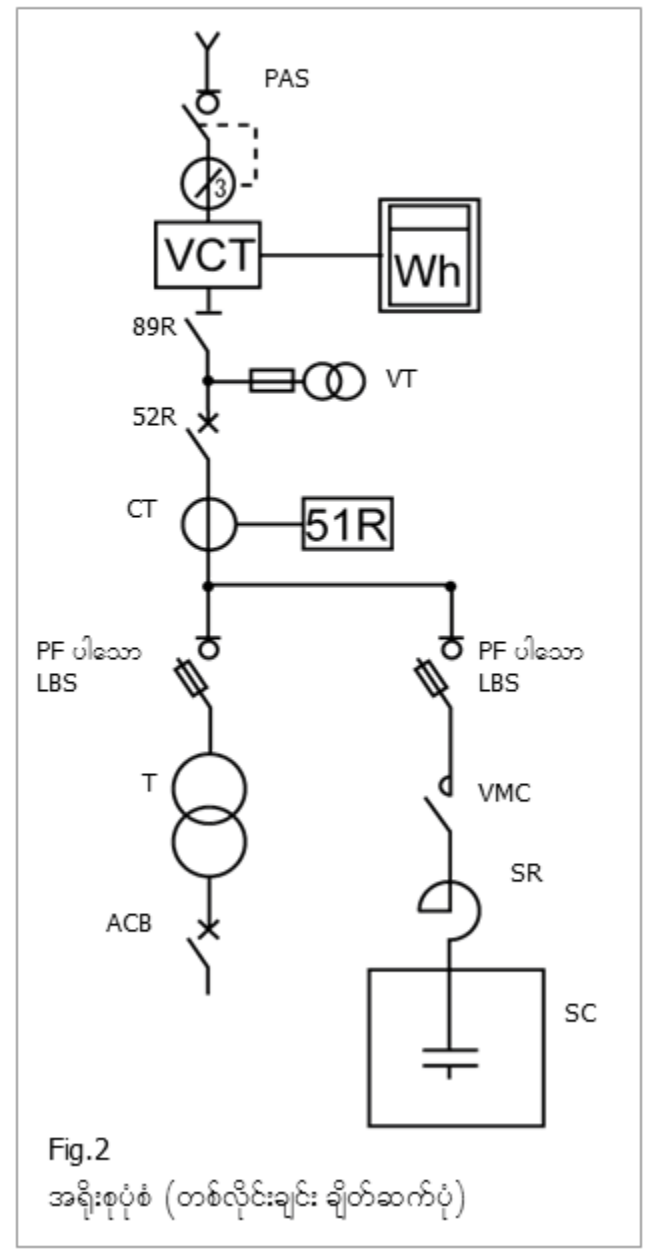 PAS
3
VCT
Wh
89R
VT
52R
CT
51R
PF ပါသော
LBS
PF ပါသော
LBS
T
VMC
SR
ACB
SC
Fig.2
အရိုးစုပုံစံ (တစ်လိုင်းချင်း ချိတ်ဆက်ပုံ)